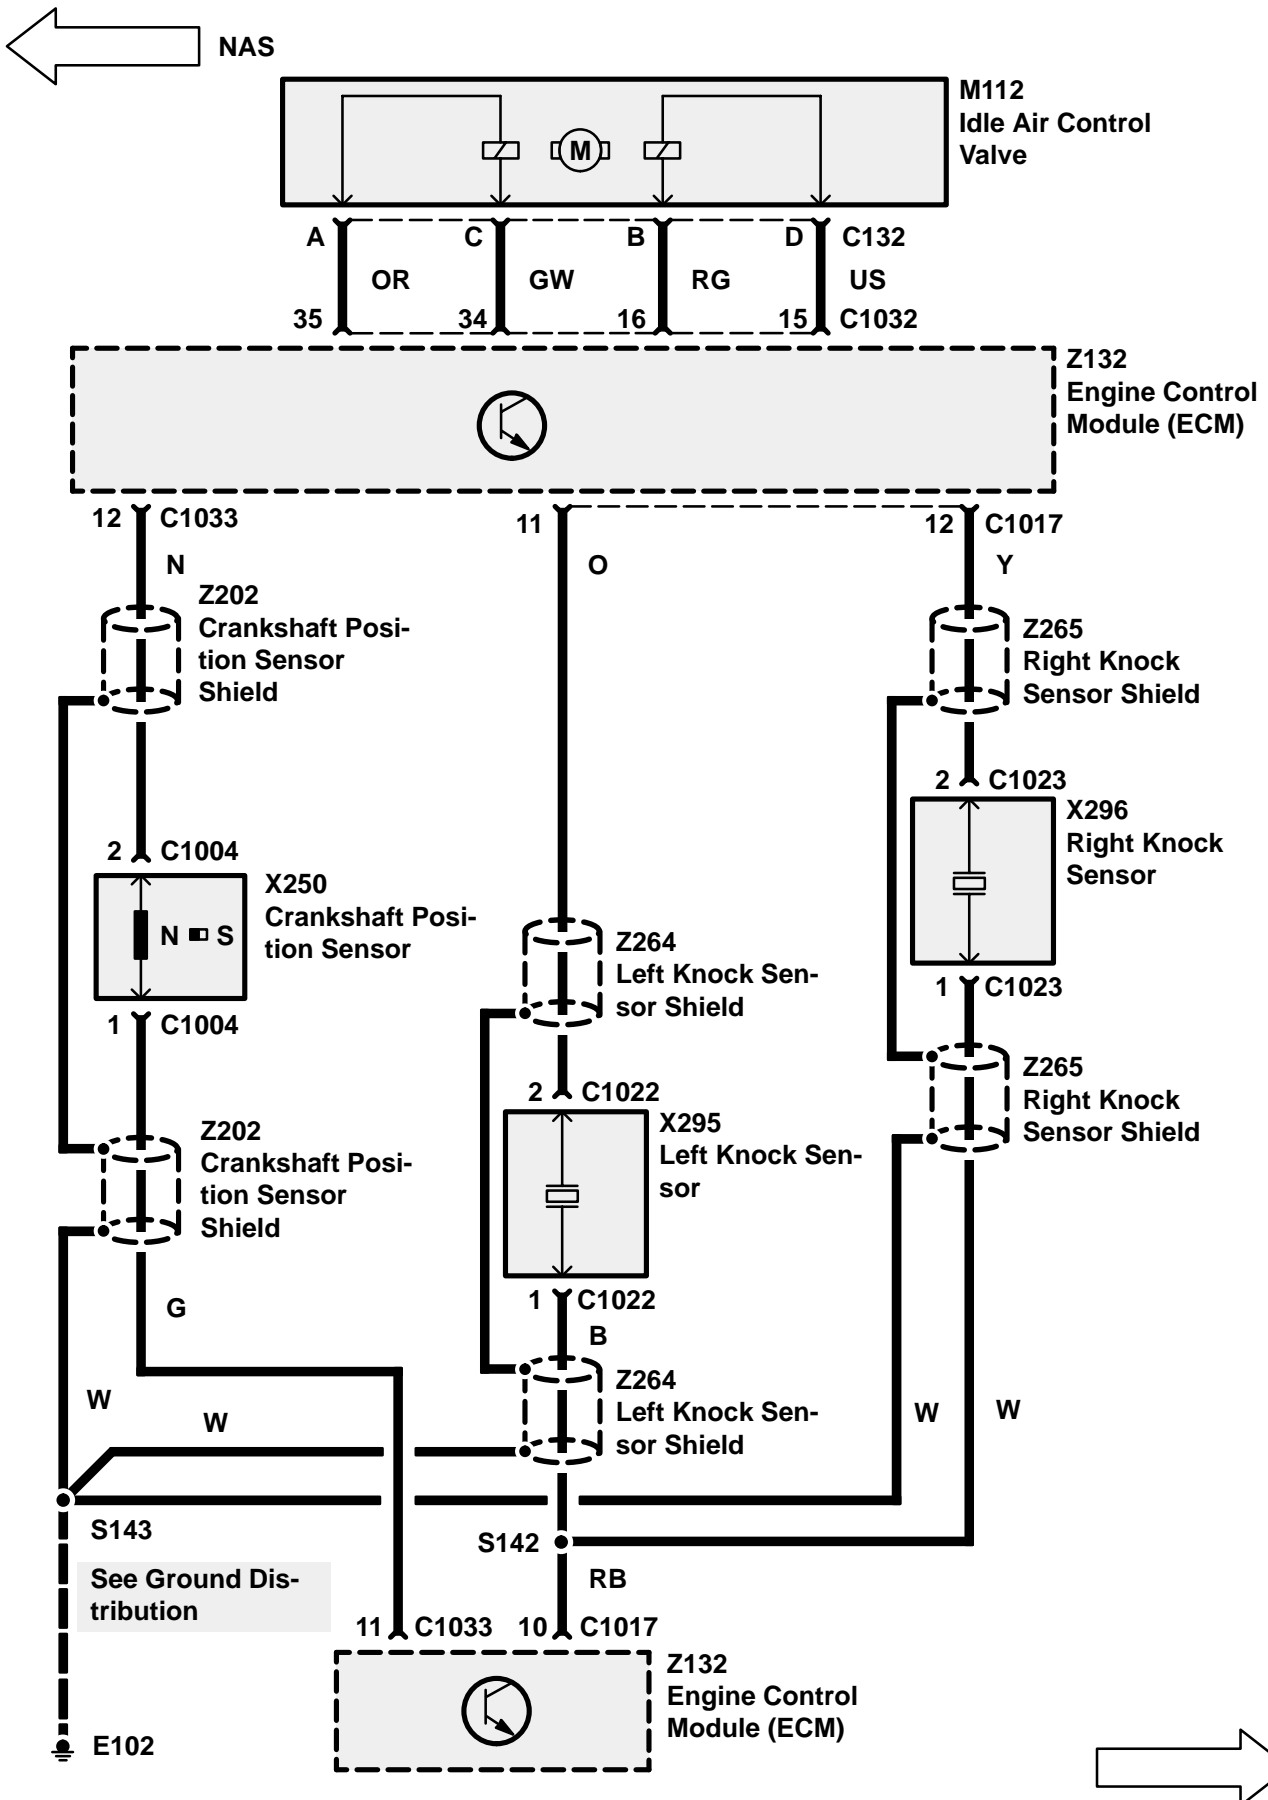 NAS
M112
Idle Air Control
Valve
M
A C B D C132
OR GW RG US
35 34 16 15 C1032
Z132
Engine Control
Module (ECM)
12 C1033
11
12 C1017
N
O
Y
Z202
Crankshaft Posi-
tion Sensor
Shield
Z265
Right Knock
Sensor Shield
2 C1023
X296
Right Knock
Sensor
2 C1004
X250
Crankshaft Posi-
tion Sensor
N S
Z264
Left Knock Sen-
sor Shield
1 C1023
1 C1004
Z265
Right Knock
Sensor Shield
2 C1022
X295
Left Knock Sen-
sor
Z202
Crankshaft Posi-
tion Sensor
Shield
1 C1022
G
B
Z264
Left Knock Sen-
sor Shield
W
W
W
W
S143
S142
See Ground Dis-
tribution
RB
11 C1033
10 C1017
Z132
Engine Control
Module (ECM)
E102